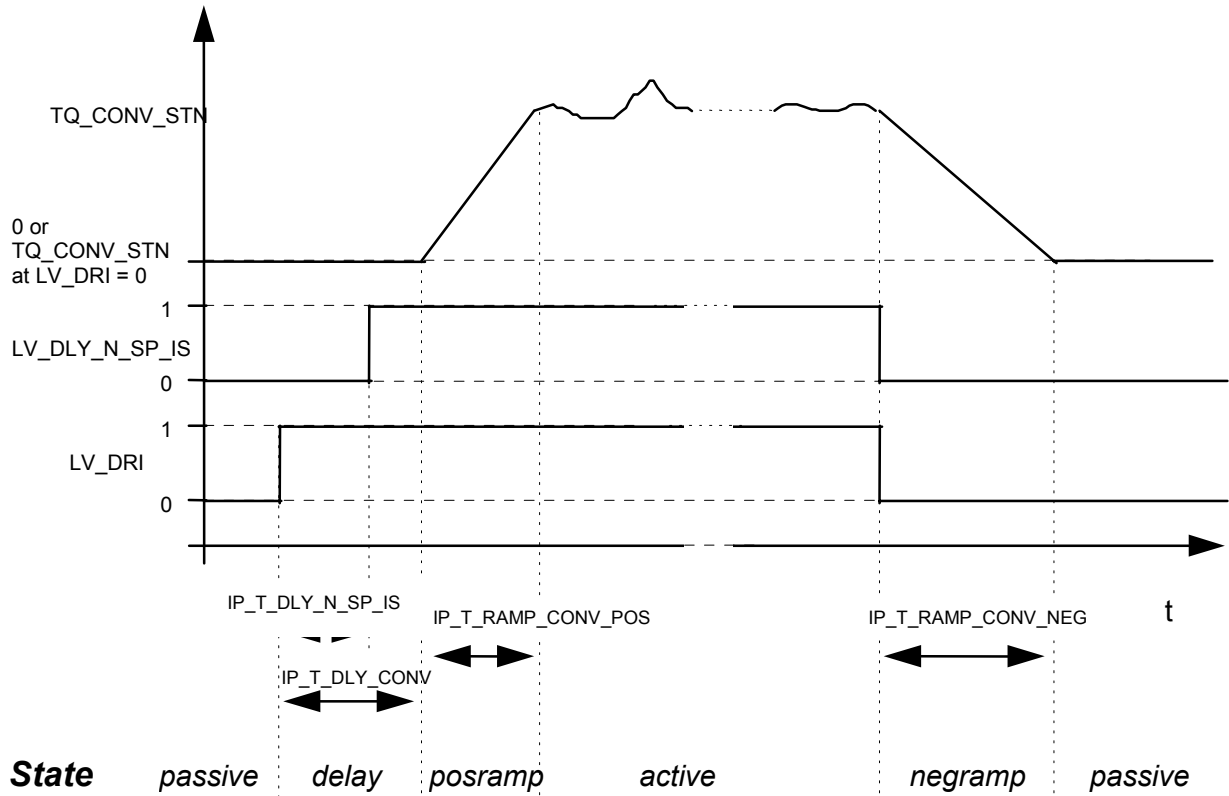 TQ_CONV_STN
0 or
TQ_CONV_STN
at LV_DRI = 0
1
LV_DLY_N_SP_IS
0
1
LV_DRI
0
IP_T_DLY_N_SP_IS
IP_T_RAMP_CONV_POS
IP_T_RAMP_CONV_NEG
t
IP_T_DLY_CONV
State passive delay posramp active negramp passive